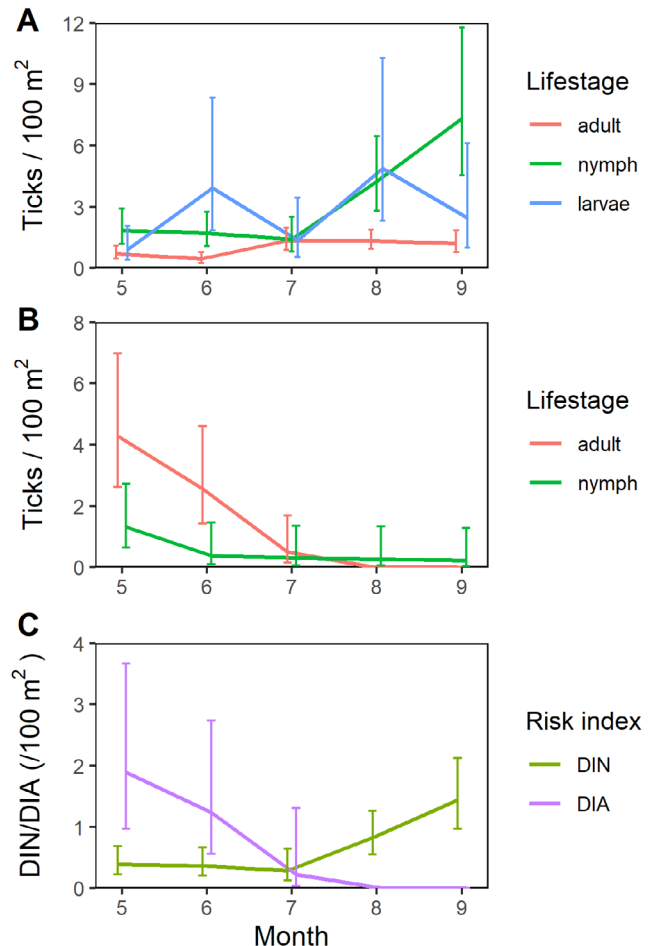 A
Ticks / 100 m²
12
9
6
3
0
5 6 7 8 9
Lifestage
adult
nymph
larvae
B
Ticks / 100 m²
8
6
4
2
0
5 6 7 8 9
Lifestage
adult
nymph
C
DIN/DIA (/100 m²)
4
3
2
1
0
5 6 7 8 9
Month
Risk index
DIN
DIA